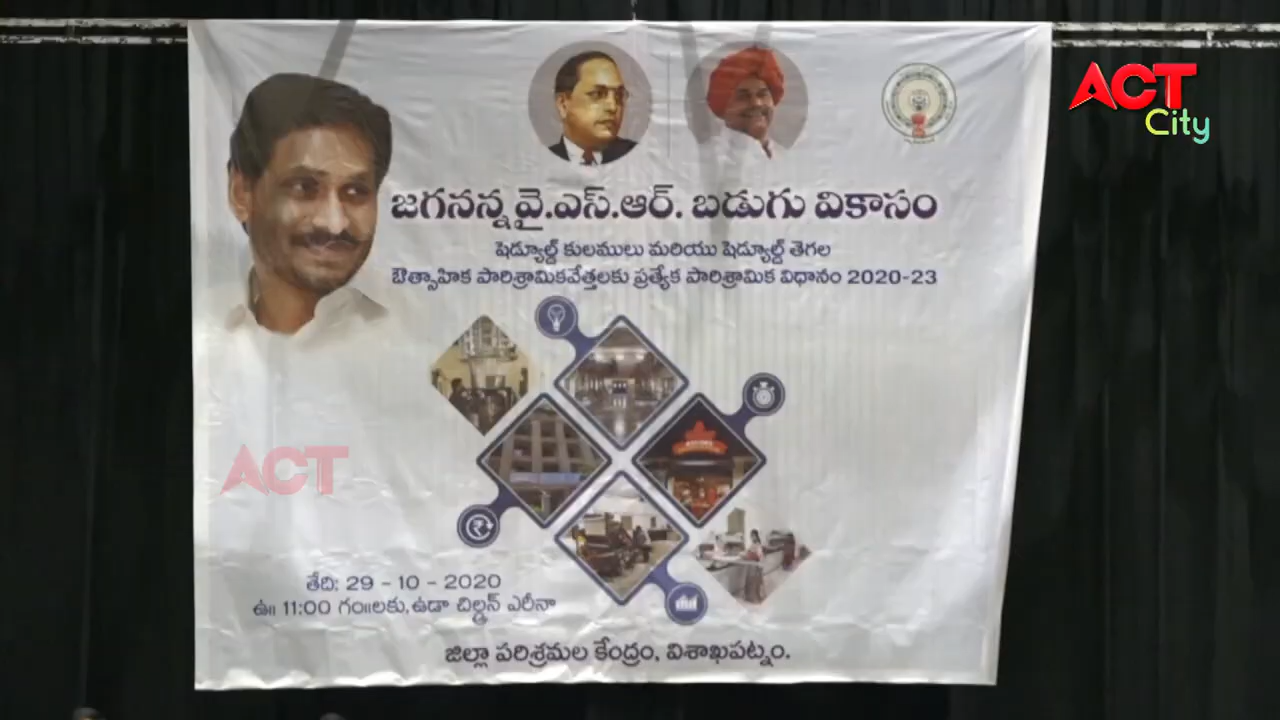 ACT
City
జగనన్న వై.ఎస్.ఆర్. బడుగు వికాసం
షెడ్యూల్డ్ కులములు మరియు షెడ్యూల్డ్ తెగల
ఔత్సాహిక పారిశ్రామికవేత్తలకు ప్రత్యేక పారిశ్రామిక విధానం 2020-23
ACT
తేది: 29 - 10 - 2020
ఉ॥ 11:00 గం॥లకు, ఉడా చిల్డ్రన్ ఎరీనా
జిల్లా పరిశ్రమల కేంద్రం, విశాఖపట్నం.